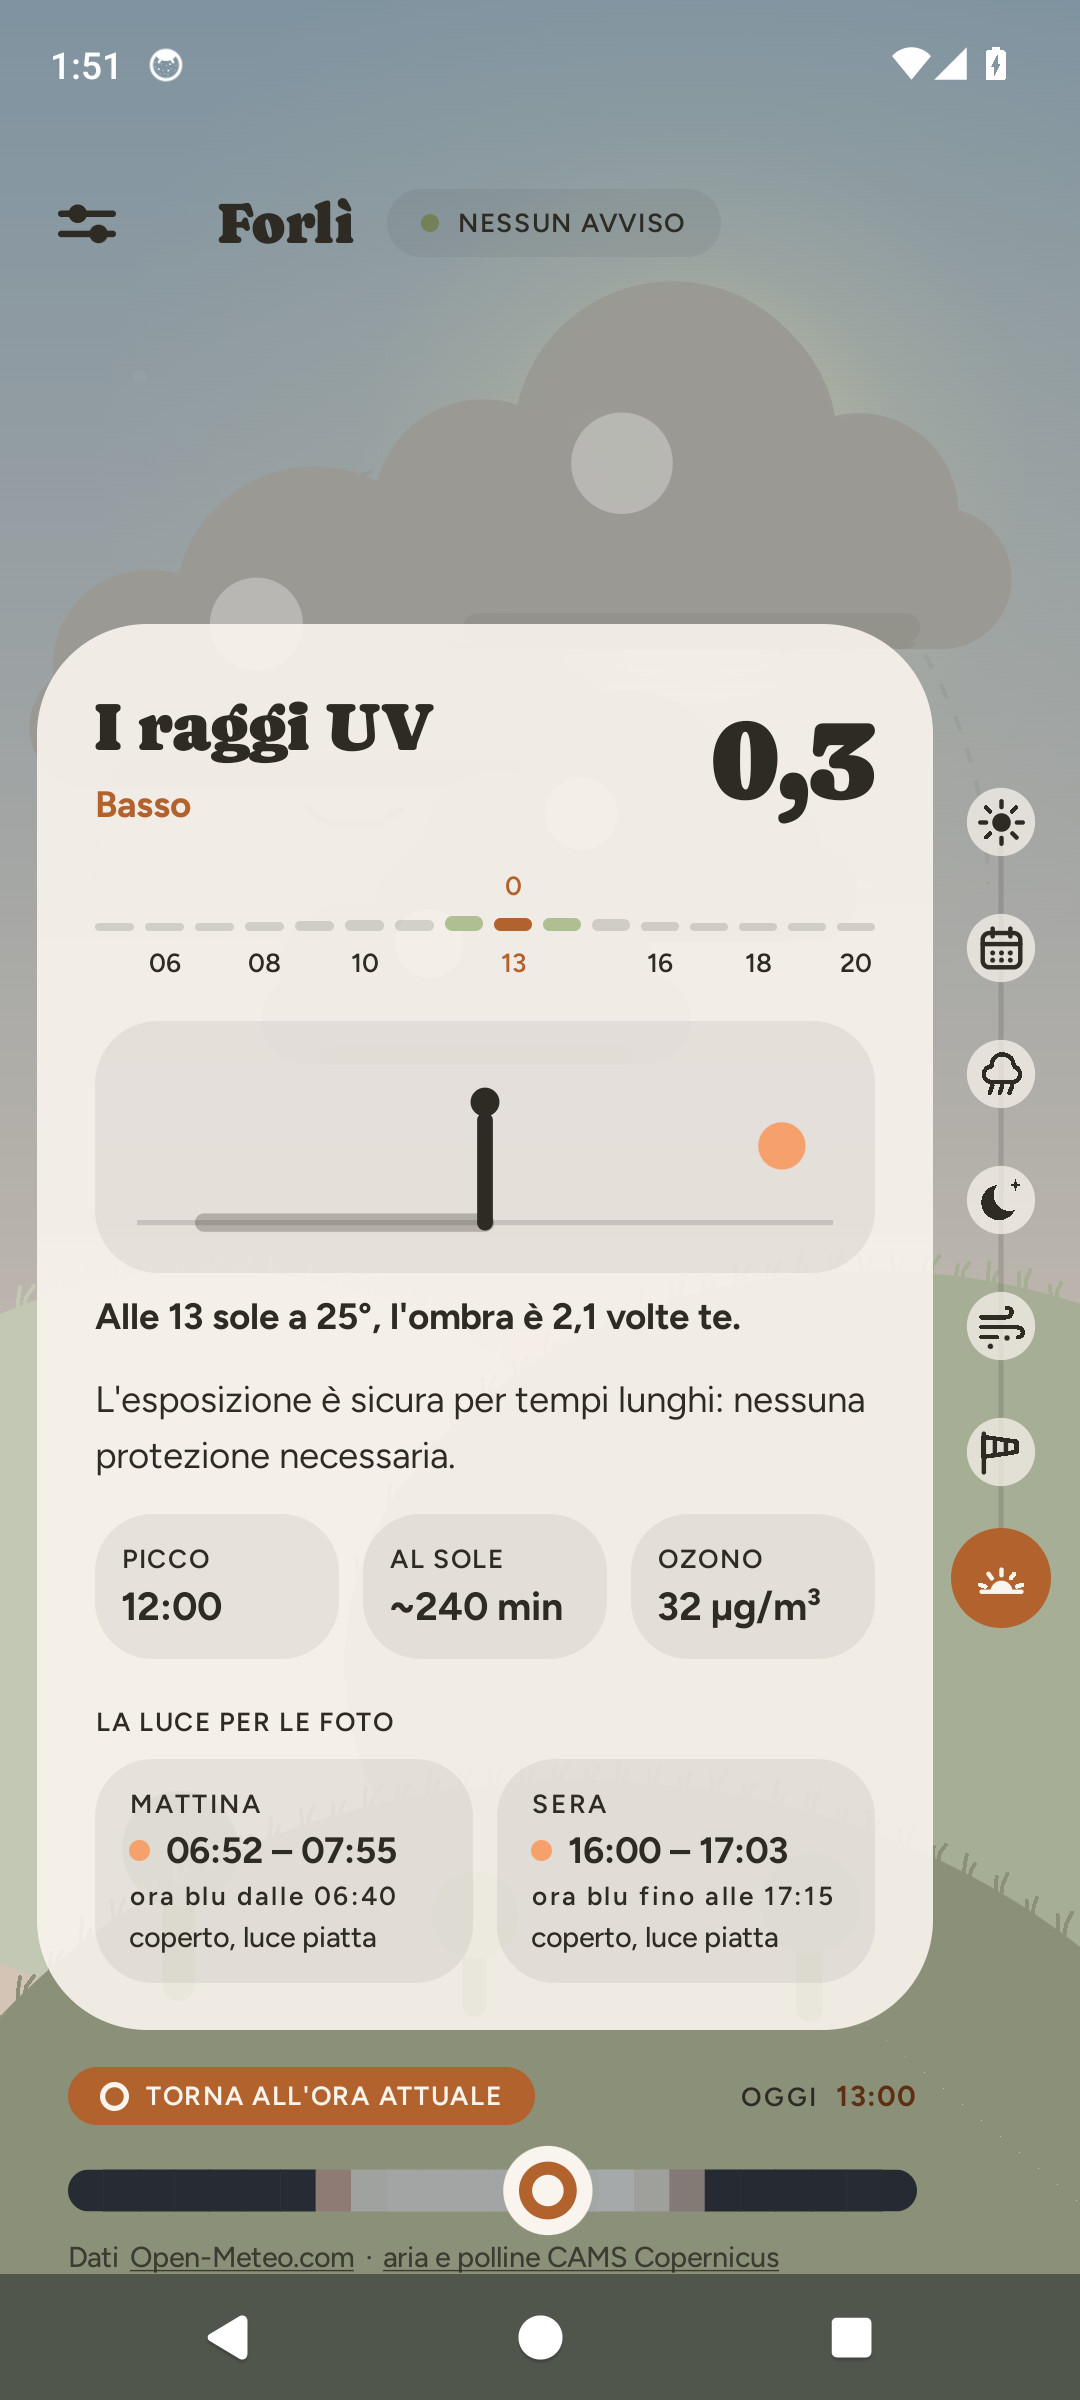 1:51
Forlì
NESSUN AVVISO
I raggi UV
0,3
Basso
0
06 08 10 13 16 18 20
Alle 13 sole a 25°, l'ombra è 2,1 volte te.
L'esposizione è sicura per tempi lunghi: nessuna
protezione necessaria.
PICCO AL SOLE OZONO
12:00 ~240 min 32 µg/m³
LA LUCE PER LE FOTO
MATTINA
06:52 – 07:55
ora blu dalle 06:40
coperto, luce piatta
SERA
16:00 – 17:03
ora blu fino alle 17:15
coperto, luce piatta
TORNA ALL'ORA ATTUALE
OGGI 13:00
Dati Open-Meteo.com · aria e polline CAMS Copernicus